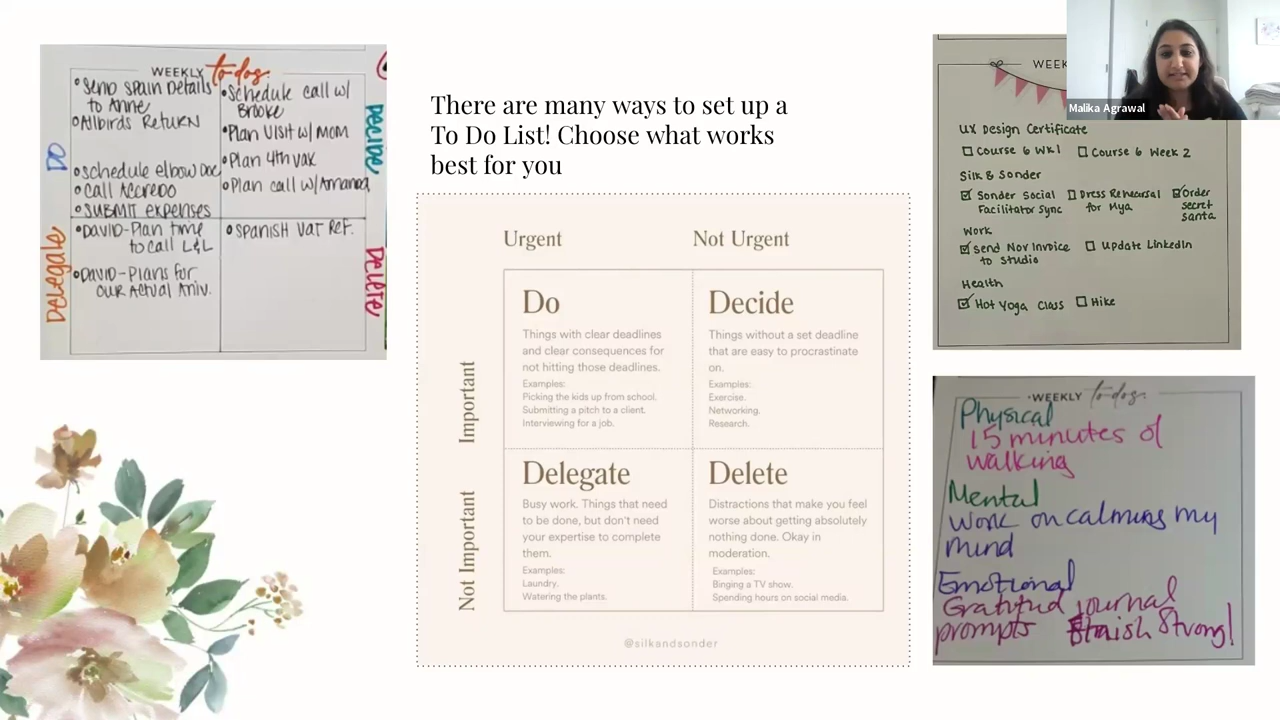 There are many ways to set up a
To Do List! Choose what works
best for you
WEEKLY to dos.
DO
•Send Spain Details
to Anne
•Allbirds Return
•Schedule elbow Doc
•Call Accredo
•Submit expenses
DECIDE
•Schedule call w/
Brooke
•Plan Visit w/ Mom
•Plan 4th vax
•Plan call w/Amanda
DELEGATE
•David-Plan time
to call L&L
•David-Plans for
our Actual Aniv.
DELETE
•Spanish Vat Ref.
Urgent
Not Urgent
Important
Do
Things with clear deadlines
and clear consequences for
not hitting those deadlines.
Examples:
Picking the kids up from school.
Submitting a pitch to a client.
Interviewing for a job.
Decide
Things without a set deadline
that are easy to procrastinate
on.
Examples:
Exercise.
Networking.
Research.
Not Important
Delegate
Busy work. Things that need
to be done, but don't need
your expertise to complete
them.
Examples:
Laundry.
Watering the plants.
Delete
Distractions that make you feel
worse about getting absolutely
nothing done. Okay in
moderation.
Examples:
Binging a TV show.
Spending hours on social media.
@silkandsonder
WEEK
Malika Agrawal
UX Design Certificate
Course 6 Wk1
Course 6 Week 2
Silk & Sonder
Sonder Social
Facilitator Sync
Dress Rehearsal
for Mya
Order
secret
santa
Work
Send Nov Invoice
to Studio
Update LinkedIn
Health
Hot Yoga Class
Hike
•WEEKLY to dos.
Physical
15 minutes of
walking
Mental
Work on calming my
mind
Emotional
Gratitud journal
prompts Finish Strong!